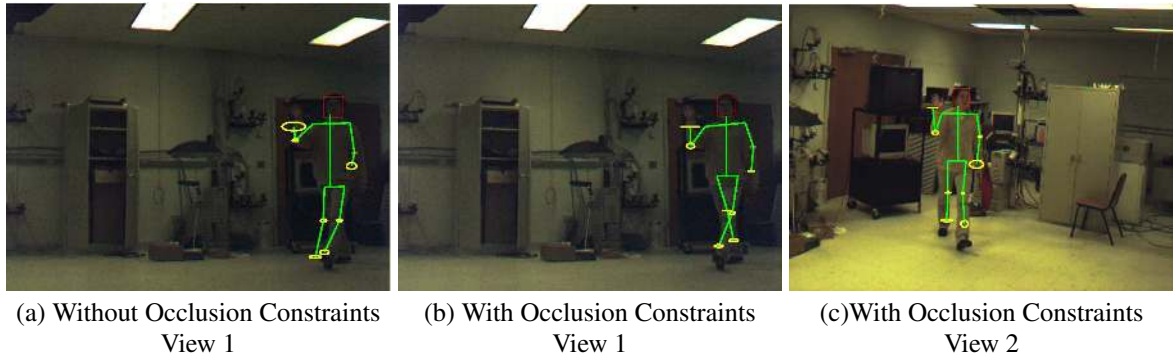 (a) Without Occlusion Constraints
View 1
(b) With Occlusion Constraints
View 1
(c)With Occlusion Constraints
View 2